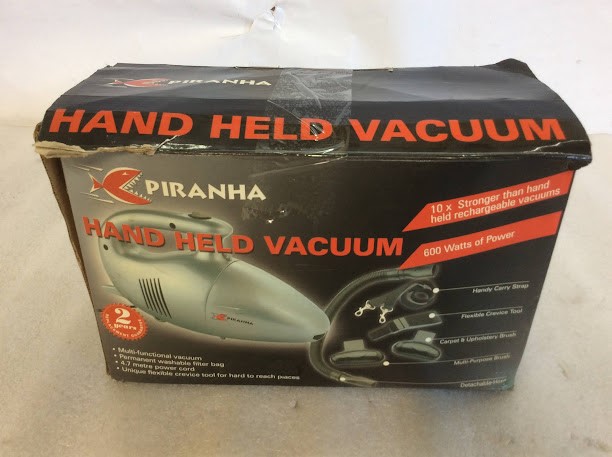 PIRANHA
HAND HELD VACUUM
PIRANHA
HAND HELD VACUUM
10 x Stronger than hand
held rechargeable vacuums
600 Watts of Power
Handy Carry Strap
Flexible Crevice Tool
Carpet & Upholstery Brush
Multi-Purpose Brush
Detachable Hose
PIRANHA
2
years
• Multi-functional vacuum
• Permanent washable filter bag
• 4.7 metre power cord
• Unique flexible crevice tool for hard to reach places